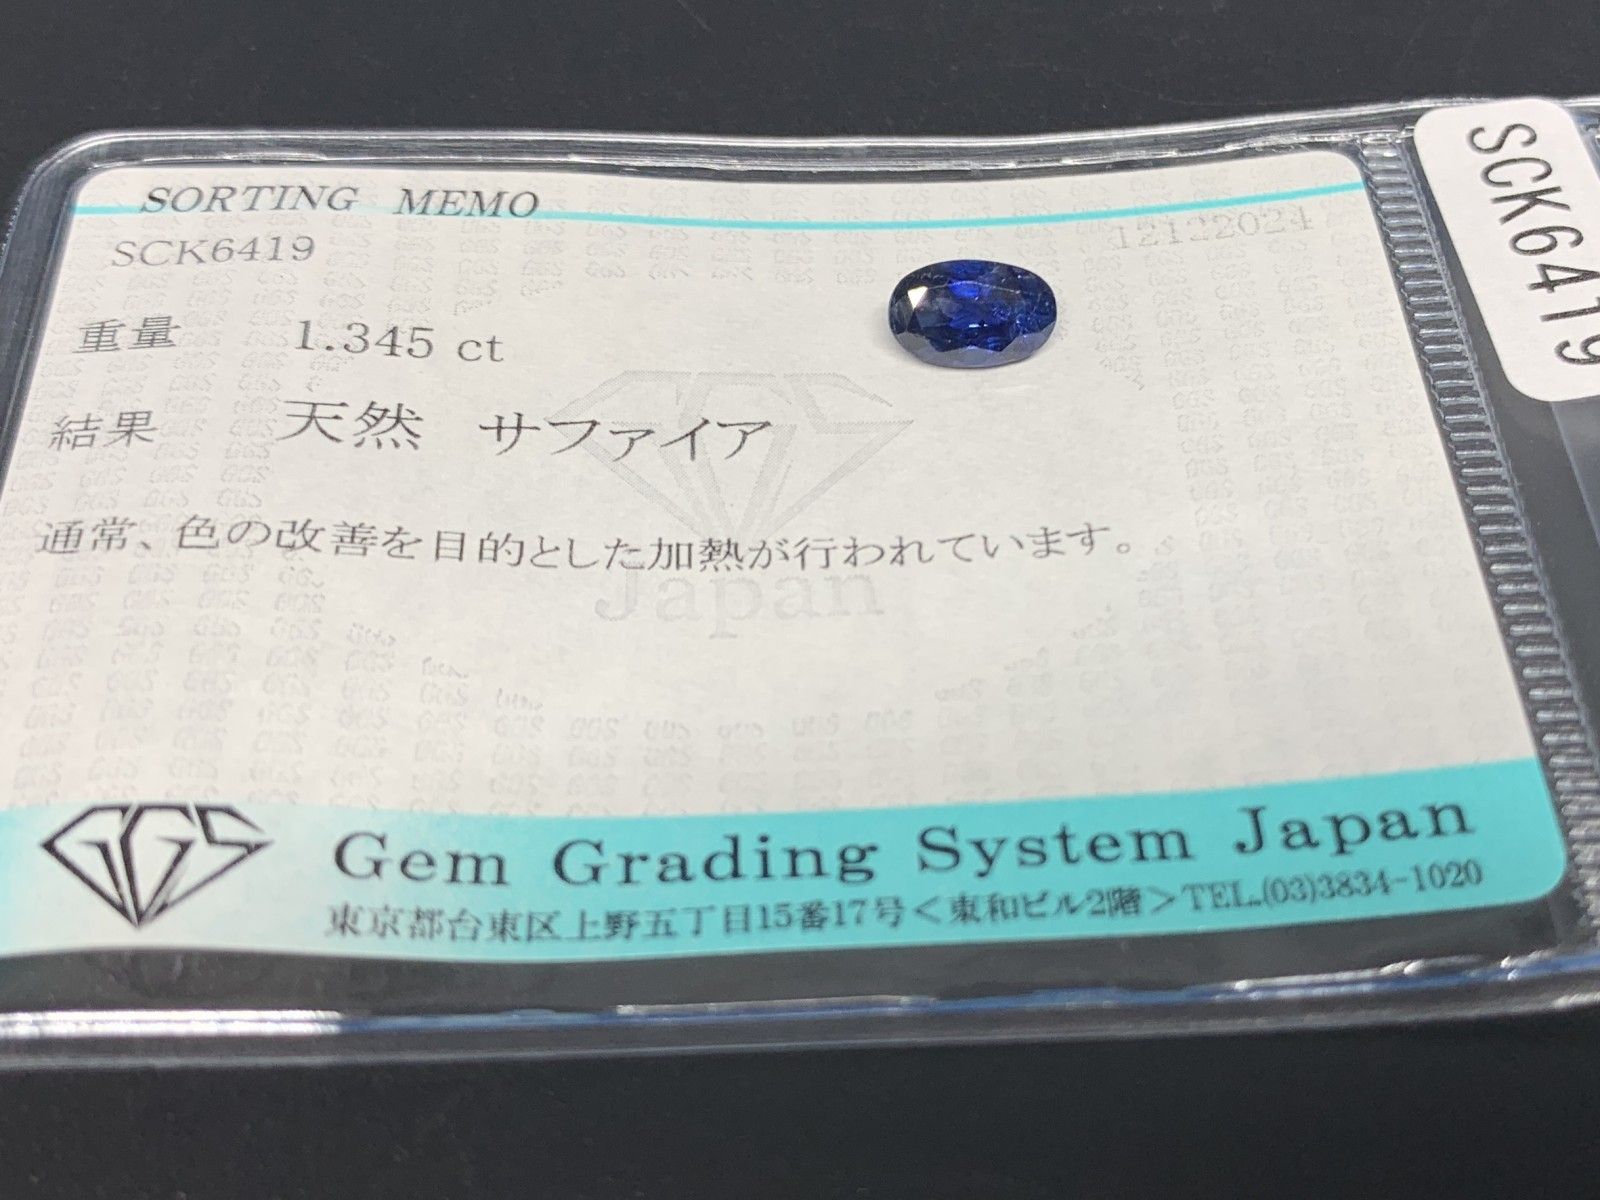 SORTING MEMO
12122024
SCK6419
SCK6419
重量 1.345 ct
結果 天然 サファイア
通常、色の改善を目的とした加熱が行われています。
Japan
GGS
Gem Grading System Japan
東京都台東区上野五丁目15番17号＜東和ビル2階＞TEL.(03)3834-1020